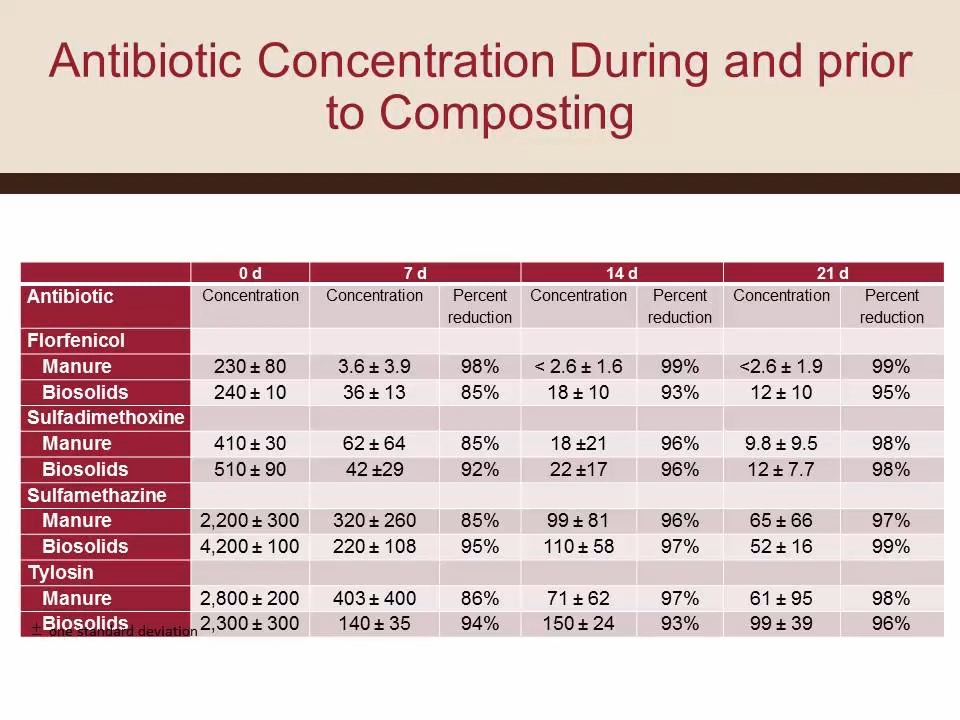 Antibiotic Concentration During and prior
to Composting
0 d 7 d 14 d 21 d
Antibiotic Concentration Concentration Percent reduction Concentration Percent reduction Concentration Percent reduction
Florfenicol
Manure 230 ± 80 3.6 ± 3.9 98% < 2.6 ± 1.6 99% <2.6 ± 1.9 99%
Biosolids 240 ± 10 36 ± 13 85% 18 ± 10 93% 12 ± 10 95%
Sulfadimethoxine
Manure 410 ± 30 62 ± 64 85% 18 ±21 96% 9.8 ± 9.5 98%
Biosolids 510 ± 90 42 ±29 92% 22 ±17 96% 12 ± 7.7 98%
Sulfamethazine
Manure 2,200 ± 300 320 ± 260 85% 99 ± 81 96% 65 ± 66 97%
Biosolids 4,200 ± 100 220 ± 108 95% 110 ± 58 97% 52 ± 16 99%
Tylosin
Manure 2,800 ± 200 403 ± 400 86% 71 ± 62 97% 61 ± 95 98%
Biosolids 2,300 ± 300 140 ± 35 94% 150 ± 24 93% 99 ± 39 96%
± one standard deviation